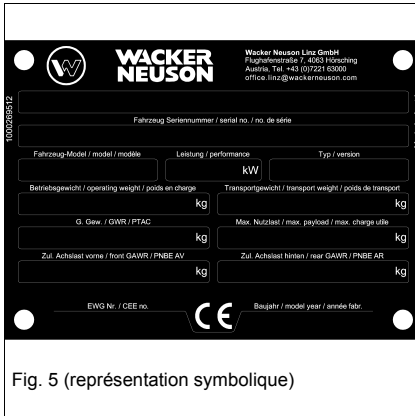 WACKER
NEUSON
Wacker Neuson Linz GmbH
Flughafenstraße 7, 4063 Hörsching
Austria, Tel. +43 (0)7221 63000
office.linz@wackerneuson.com
1000269512
Fahrzeug Seriennummer / serial no. / no. de série
Fahrzeug-Model / model / modèle
Leistung / performance
Typ / version
kW
Betriebsgewicht / operating weight / poids en charge
Transportgewicht / transport weight / poids de transport
kg
kg
G. Gew. / GWR / PTAC
Max. Nutzlast / max. payload / max. charge utile
kg
kg
Zul. Achslast vorne / front GAWR / PNBE AV
Zul. Achslast hinten / rear GAWR / PNBE AR
kg
kg
EWG Nr. / CEE no.
CE
Baujahr / model year / année fabr.
Fig. 5 (représentation symbolique)